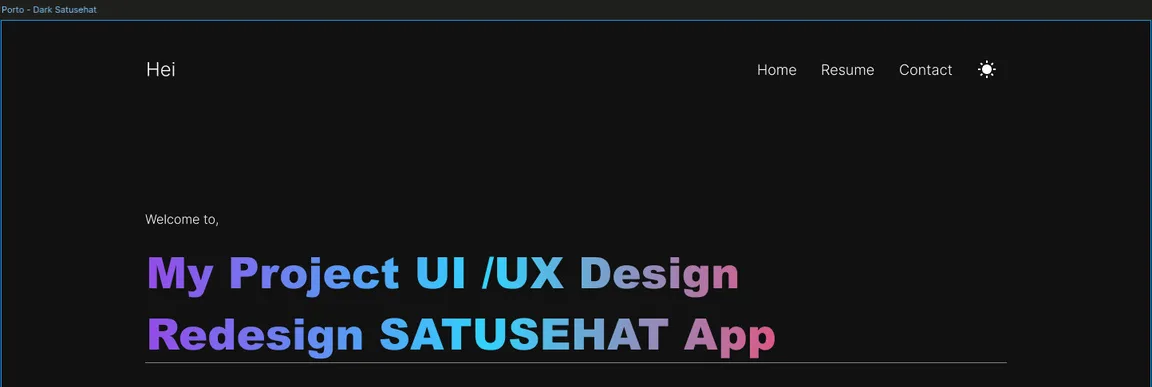 Porto - Dark Satusehat
Hei
Home
Resume
Contact
Welcome to,
My Project UI /UX Design
Redesign SATUSEHAT App